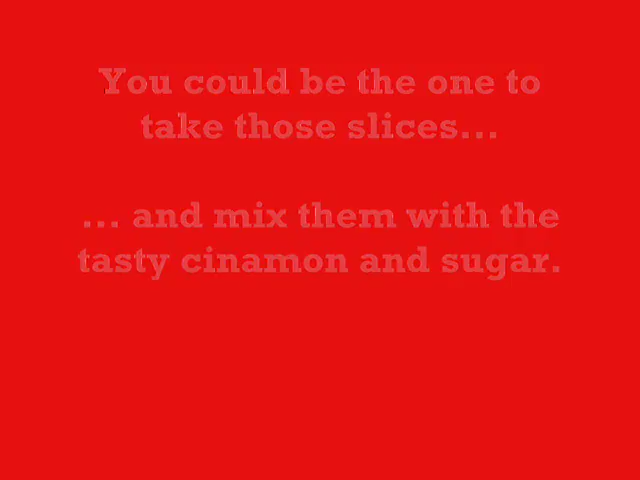 You could be the one to
take those slices...
... and mix them with the
tasty cinamon and sugar.